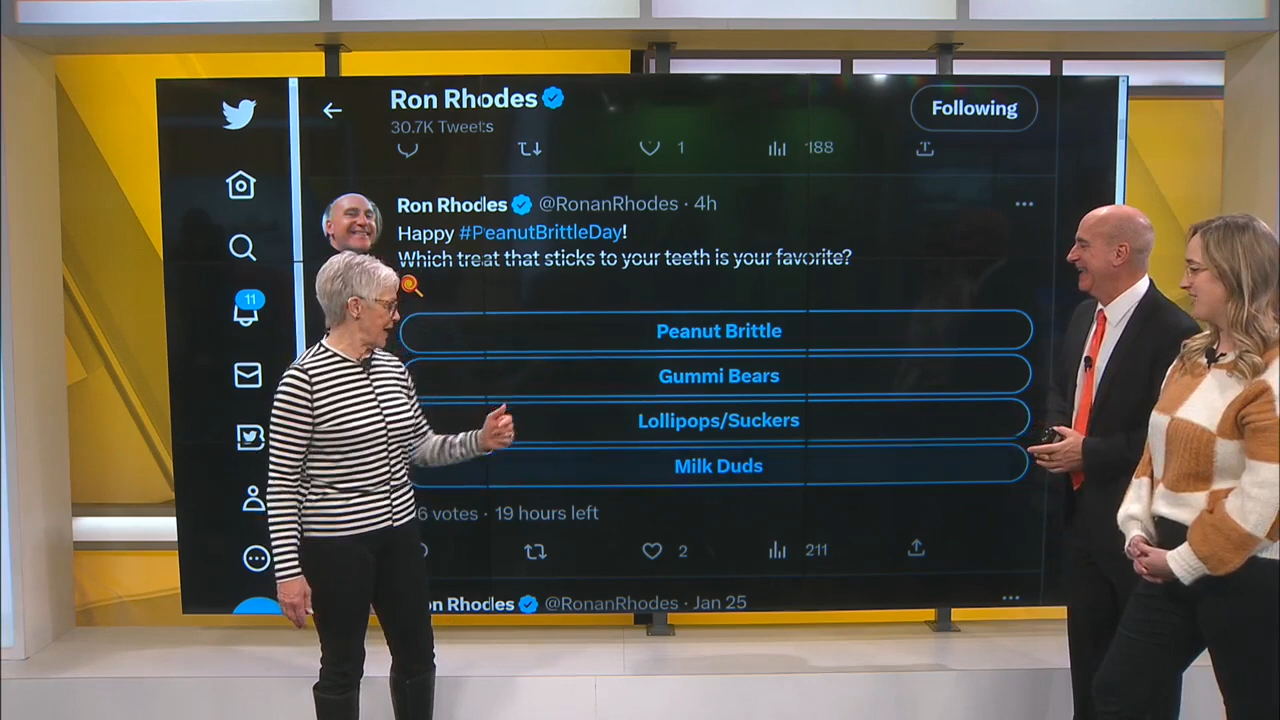 Ron Rhodes
Following
30.7K Tweets
1
188
Ron Rhodes @RonanRhodes · 4h
Happy #PeanutBrittleDay!
Which treat that sticks to your teeth is your favorite?
11
Peanut Brittle
Gummi Bears
Lollipops/Suckers
Milk Duds
6 votes · 19 hours left
2
211
Rhodes @RonanRhodes · Jan 25